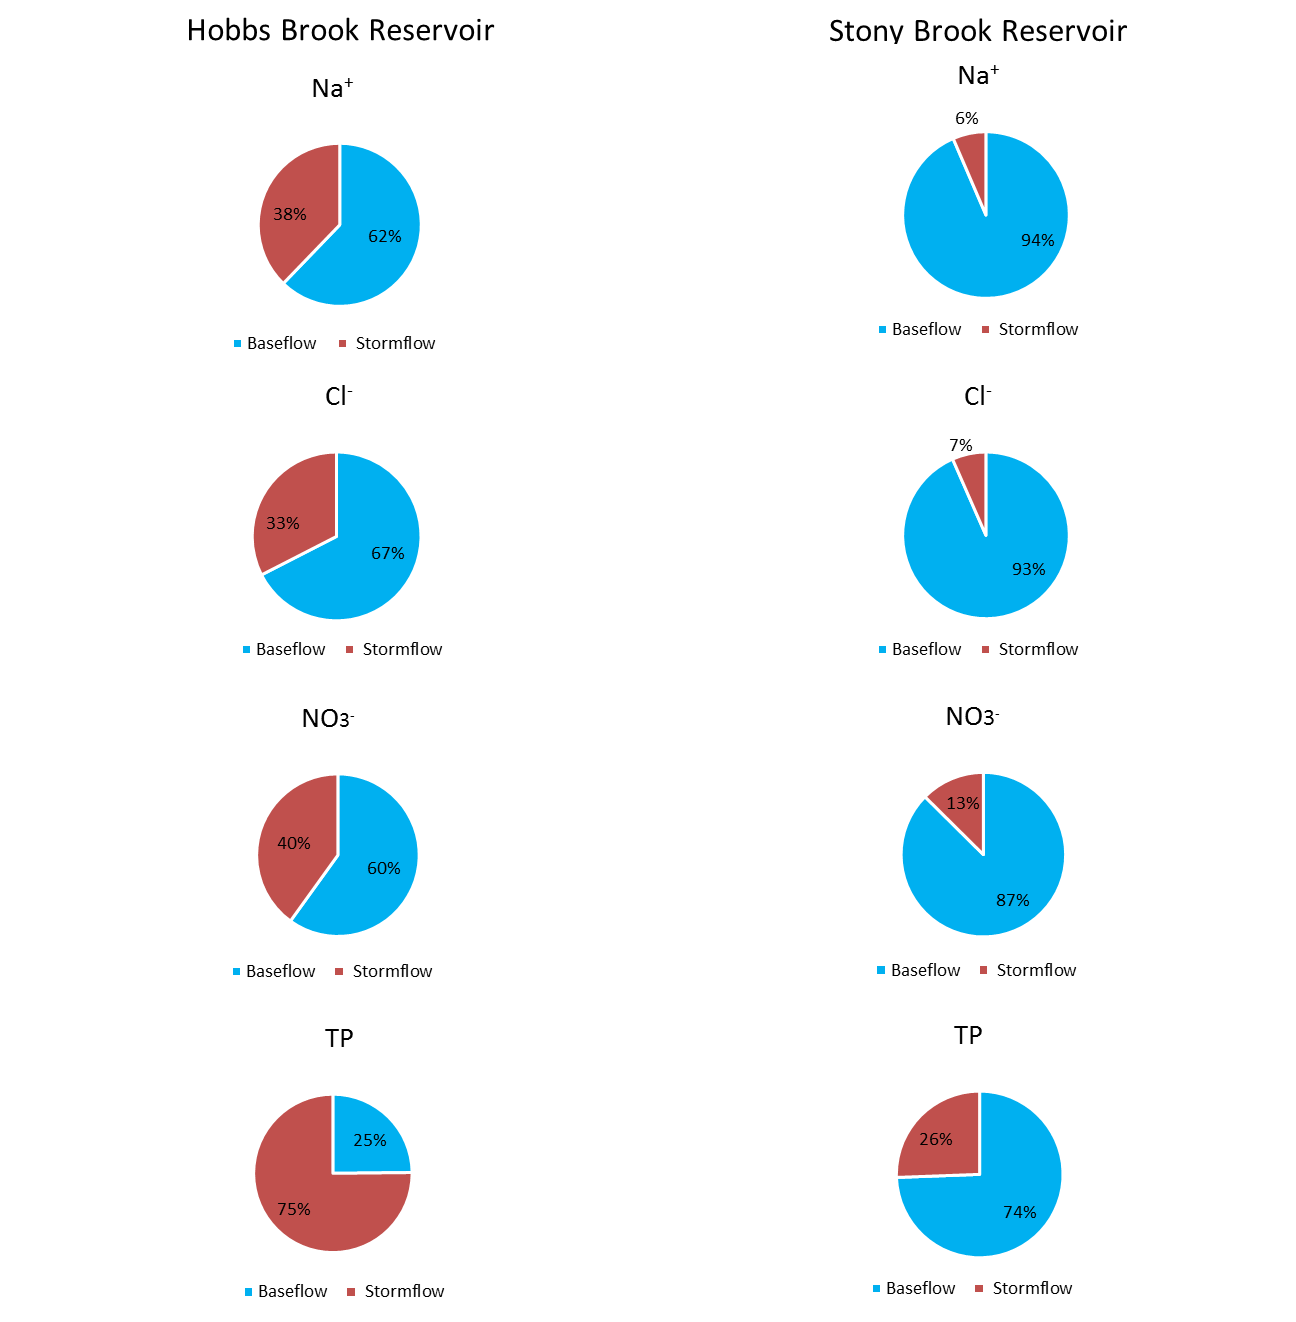 Hobbs Brook Reservoir
Na⁺
38%
62%
Baseflow Stormflow
Cl⁻
33%
67%
Baseflow Stormflow
NO3⁻
40%
60%
Baseflow Stormflow
TP
25%
75%
Baseflow Stormflow
Stony Brook Reservoir
Na⁺
6%
94%
Baseflow Stormflow
Cl⁻
7%
93%
Baseflow Stormflow
NO3⁻
13%
87%
Baseflow Stormflow
TP
26%
74%
Baseflow Stormflow